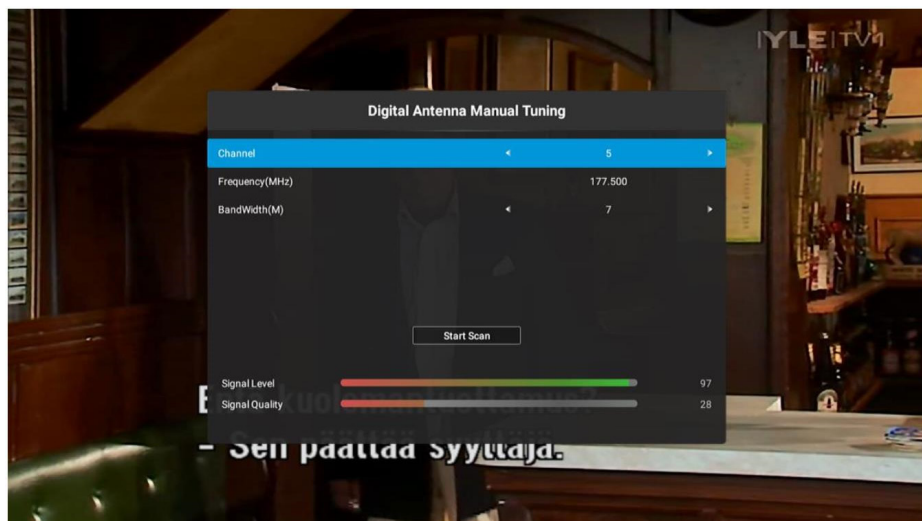 YLE TV1
Digital Antenna Manual Tuning
Channel 5
Frequency(MHz) 177.500
BandWidth(M) 7
Start Scan
Signal Level 97
Signal Quality 28
- Sen päättää syyttäjä.